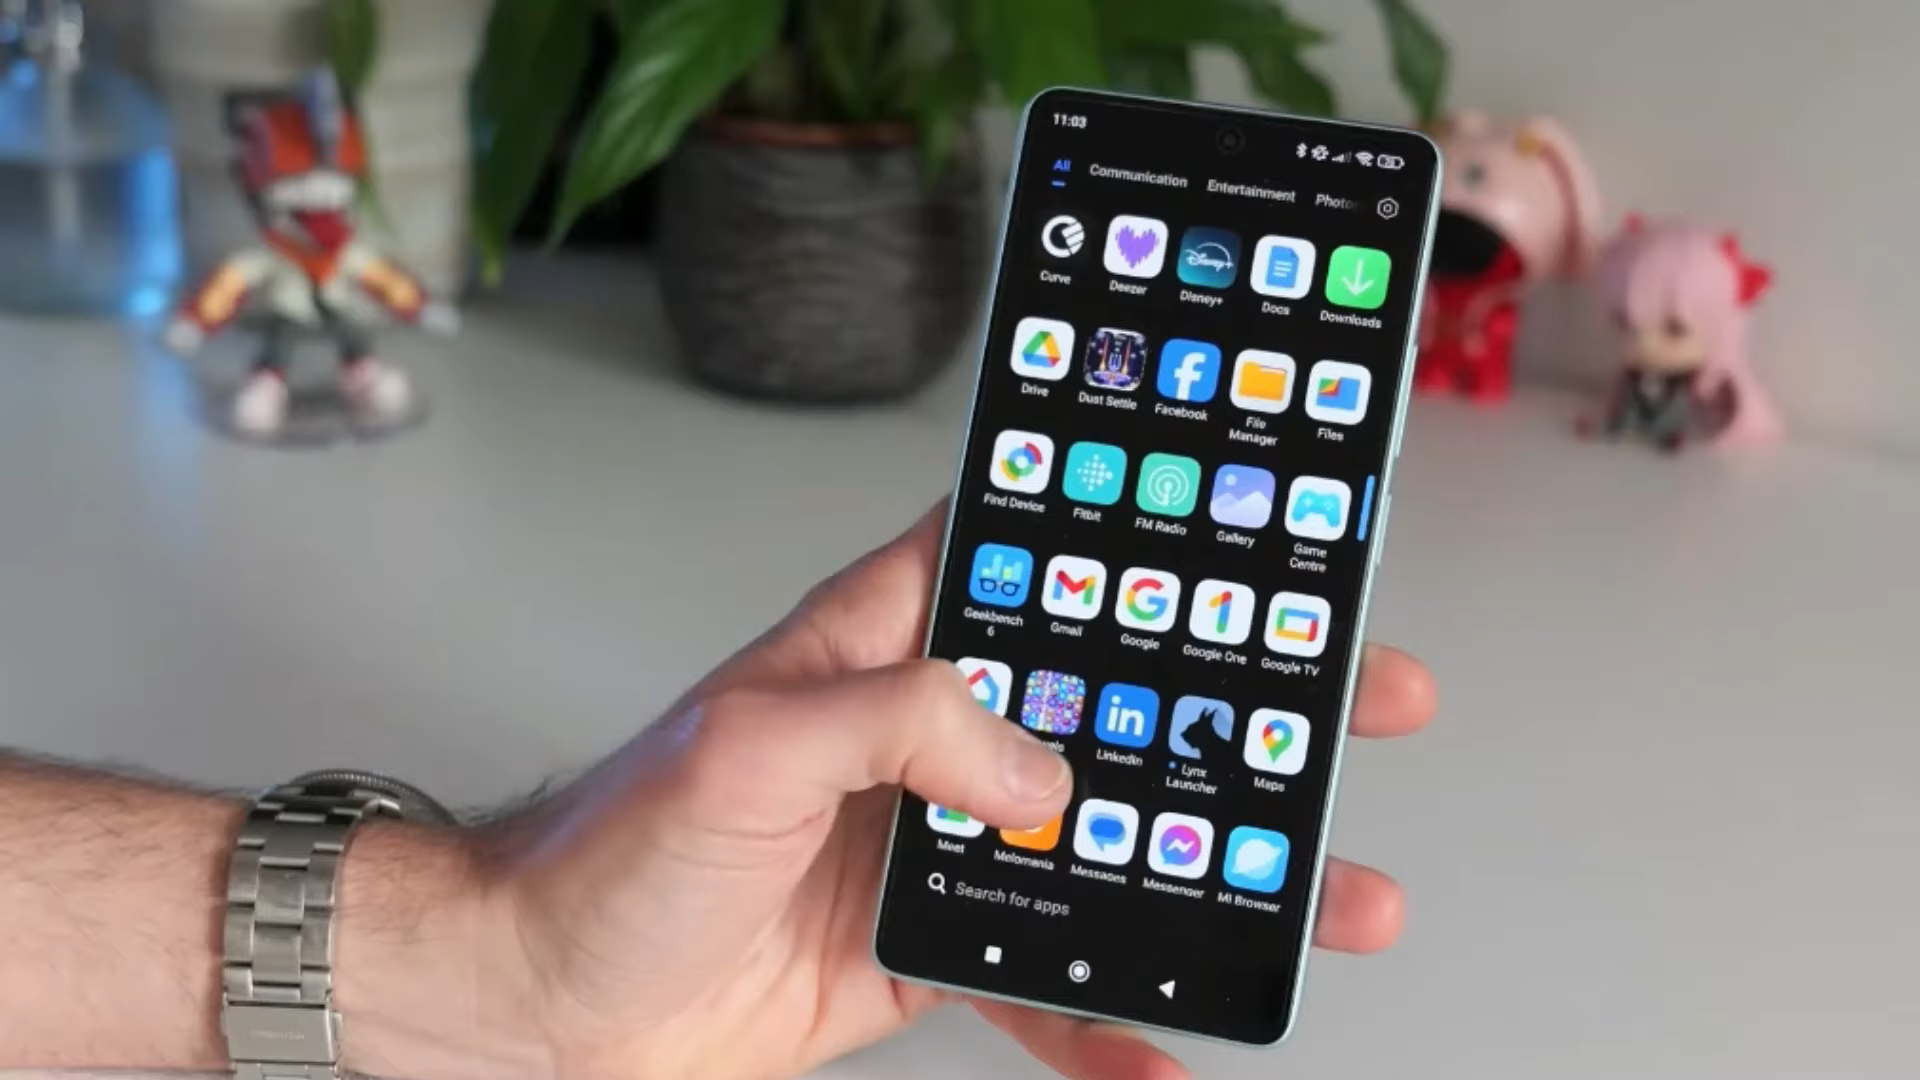 11:03
All Communication Entertainment Photo
Curve Deezer Disney+ Docs Downloads
Drive Dust Settle Facebook File Manager Files
Find Device Fitbit FM Radio Gallery Game Centre
Geekbench 6 Gmail Google Google One Google TV
LinkedIn Lynx Launcher Maps
Meet Melomania Messages Messenger Mi Browser
Search for apps